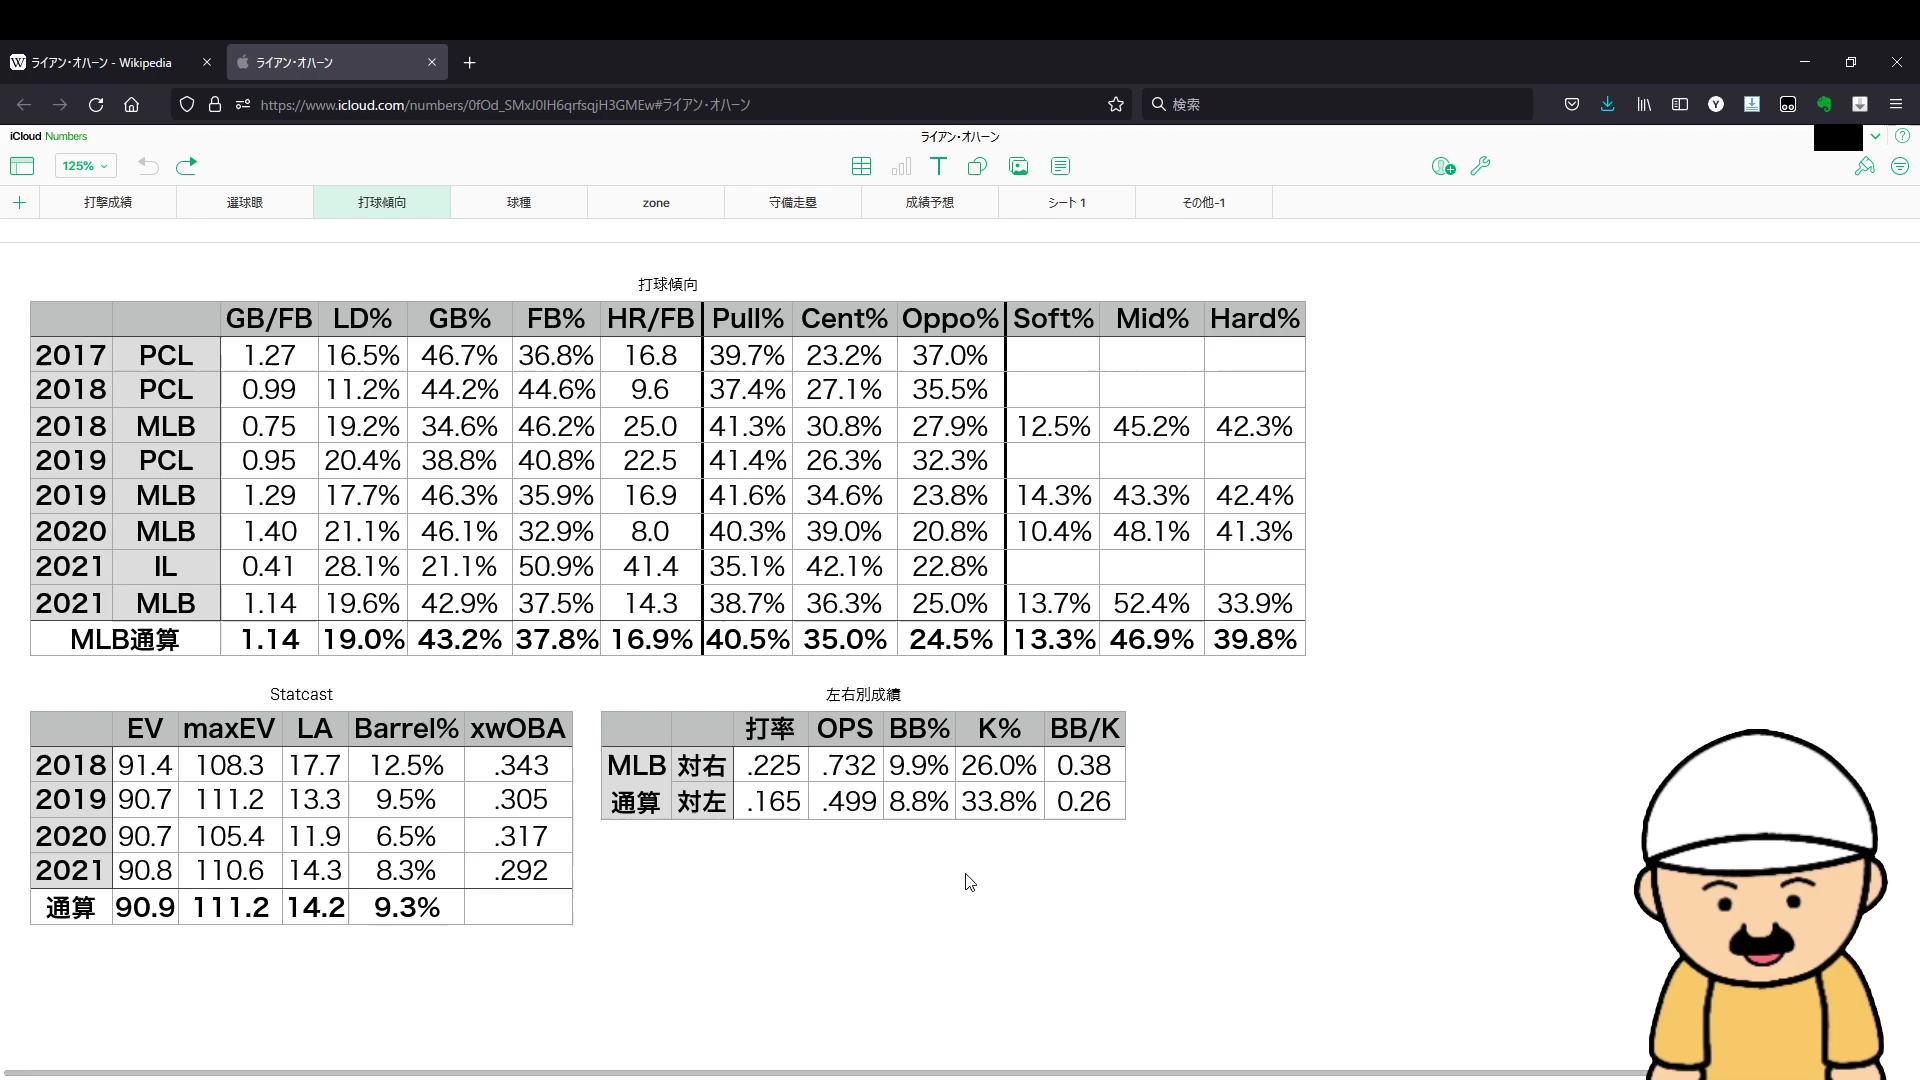 ライアン・オハーン - Wikipedia
ライアン・オハーン
https://www.icloud.com/numbers/0fOd_SMxJ0IH6qrfsqjH3GMEw#ライアン・オハーン
検索
iCloud Numbers
ライアン・オハーン
125%
打撃成績 選球眼 打球傾向 球種 zone 守備走塁 成績予想 シート 1 その他-1
打球傾向
GB/FB LD% GB% FB% HR/FB Pull% Cent% Oppo% Soft% Mid% Hard%
2017 PCL 1.27 16.5% 46.7% 36.8% 16.8 39.7% 23.2% 37.0%
2018 PCL 0.99 11.2% 44.2% 44.6% 9.6 37.4% 27.1% 35.5%
2018 MLB 0.75 19.2% 34.6% 46.2% 25.0 41.3% 30.8% 27.9% 12.5% 45.2% 42.3%
2019 PCL 0.95 20.4% 38.8% 40.8% 22.5 41.4% 26.3% 32.3%
2019 MLB 1.29 17.7% 46.3% 35.9% 16.9 41.6% 34.6% 23.8% 14.3% 43.3% 42.4%
2020 MLB 1.40 21.1% 46.1% 32.9% 8.0 40.3% 39.0% 20.8% 10.4% 48.1% 41.3%
2021 IL 0.41 28.1% 21.1% 50.9% 41.4 35.1% 42.1% 22.8%
2021 MLB 1.14 19.6% 42.9% 37.5% 14.3 38.7% 36.3% 25.0% 13.7% 52.4% 33.9%
MLB通算 1.14 19.0% 43.2% 37.8% 16.9% 40.5% 35.0% 24.5% 13.3% 46.9% 39.8%
Statcast
EV maxEV LA Barrel% xwOBA
2018 91.4 108.3 17.7 12.5% .343
2019 90.7 111.2 13.3 9.5% .305
2020 90.7 105.4 11.9 6.5% .317
2021 90.8 110.6 14.3 8.3% .292
通算 90.9 111.2 14.2 9.3%
左右別成績
打率 OPS BB% K% BB/K
MLB 対右 .225 .732 9.9% 26.0% 0.38
通算 対左 .165 .499 8.8% 33.8% 0.26